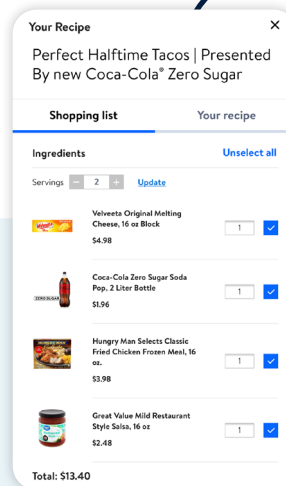 Your Recipe
×
Perfect Halftime Tacos | Presented
By new Coca-Cola® Zero Sugar
Shopping list
Your recipe
Ingredients
Unselect all
Servings − 2 + Update
Velveeta Original Melting
Cheese, 16 oz Block
$4.98
1
Coca-Cola Zero Sugar Soda
Pop, 2 Liter Bottle
$1.96
1
ZERO SUGAR
Hungry Man Selects Classic
Fried Chicken Frozen Meal, 16
oz.
$3.98
1
Great Value Mild Restaurant
Style Salsa, 16 oz
$2.48
1
Total: $13.40